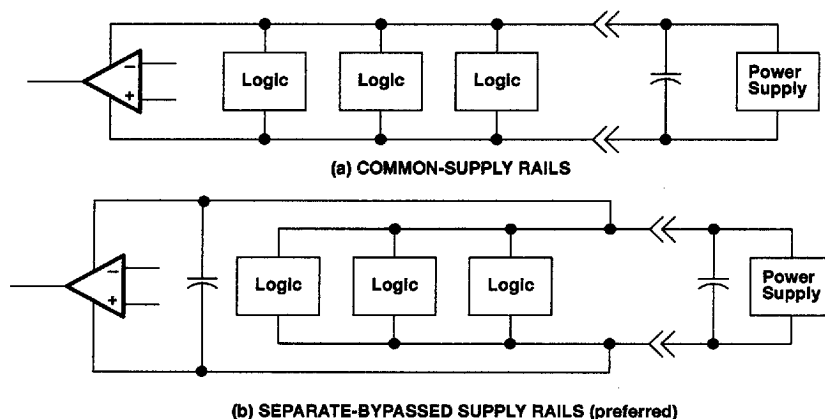 −
+
Logic
Logic
Logic
Power
Supply
(a) COMMON-SUPPLY RAILS
−
+
Logic
Logic
Logic
Power
Supply
(b) SEPARATE-BYPASSED SUPPLY RAILS (preferred)